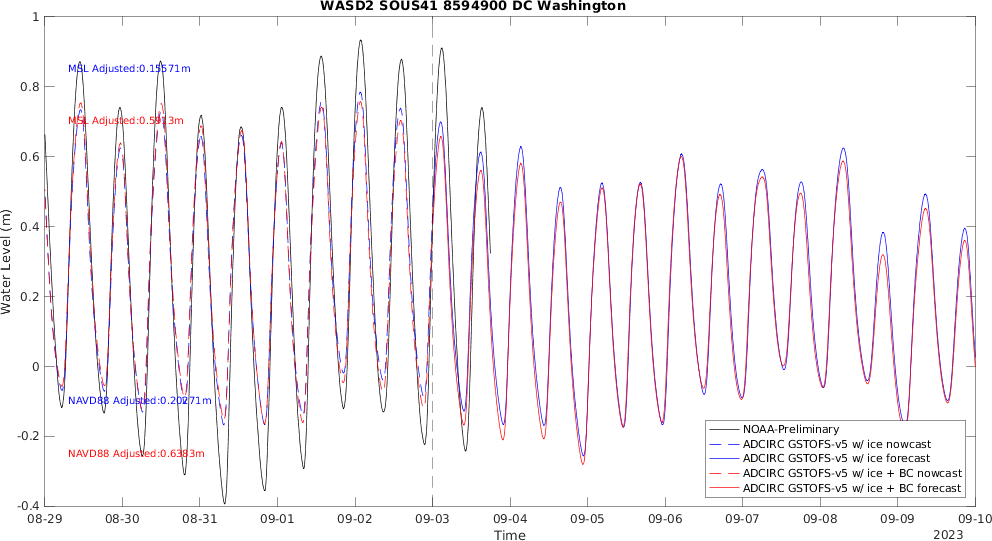 WASD2 SOUS41 8594900 DC Washington
1
0.8
0.6
0.4
0.2
0
-0.2
-0.4
Water Level (m)
MSL Adjusted:0.15571m
MSL Adjusted:0.5913m
NAVD88 Adjusted:0.20271m
NAVD88 Adjusted:0.6383m
NOAA-Preliminary
ADCIRC GSTOFS-v5 w/ ice nowcast
ADCIRC GSTOFS-v5 w/ ice forecast
ADCIRC GSTOFS-v5 w/ ice + BC nowcast
ADCIRC GSTOFS-v5 w/ ice + BC forecast
08-29 08-30 08-31 09-01 09-02 09-03 09-04 09-05 09-06 09-07 09-08 09-09 09-10
Time
2023